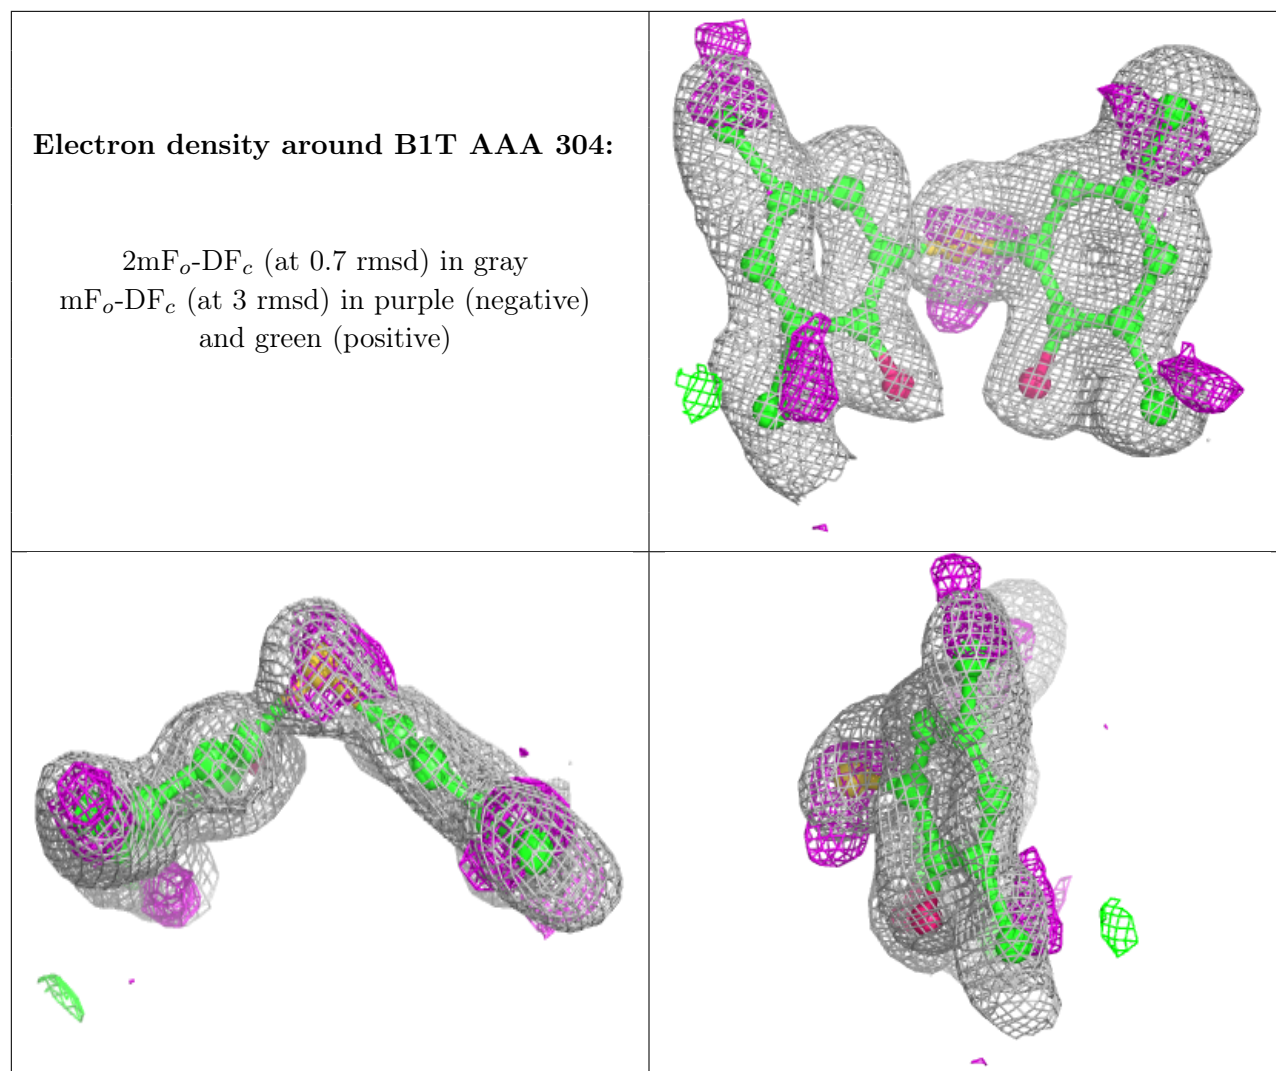 Electron density around B1T AAA 304:
2mFₒ-DF𝒸 (at 0.7 rmsd) in gray
mFₒ-DF𝒸 (at 3 rmsd) in purple (negative)
and green (positive)